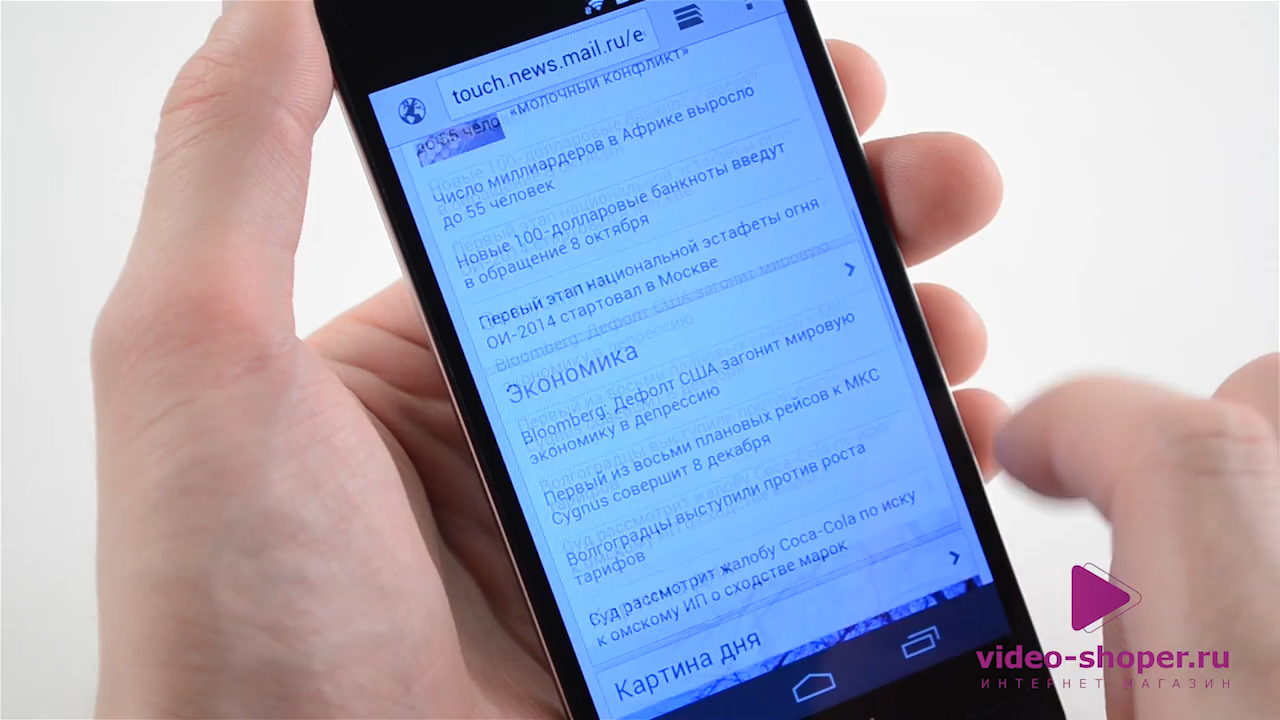 touch.news.mail.ru/e
«МОЛОЧНЫЙ КОНФЛИКТ»
Число миллиардеров в Африке выросло
до 55 человек
Новые 100-долларовые банкноты введут
в обращение 8 октября
Первый этап национальной эстафеты огня
ОИ-2014 стартовал в Москве
Экономика
Bloomberg: Дефолт США загонит мировую
экономику в депрессию
Первый из восьми плановых рейсов к МКС
Cygnus совершит 8 декабря
Волгоградцы выступили против роста
тарифов
Суд рассмотрит жалобу Coca-Cola по иску
к омскому ИП о сходстве марок
Картина дня
video-shoper.ru
ИНТЕРНЕТ-МАГАЗИН